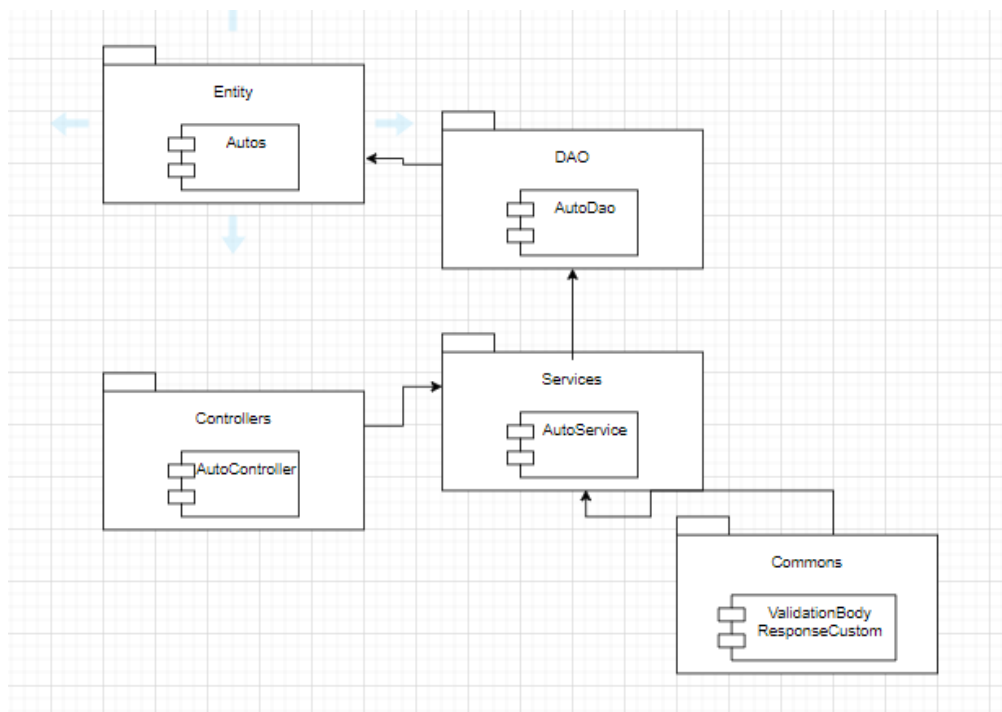 Entity
Autos
DAO
AutoDao
Services
AutoService
Controllers
AutoController
Commons
ValidationBody
ResponseCustom